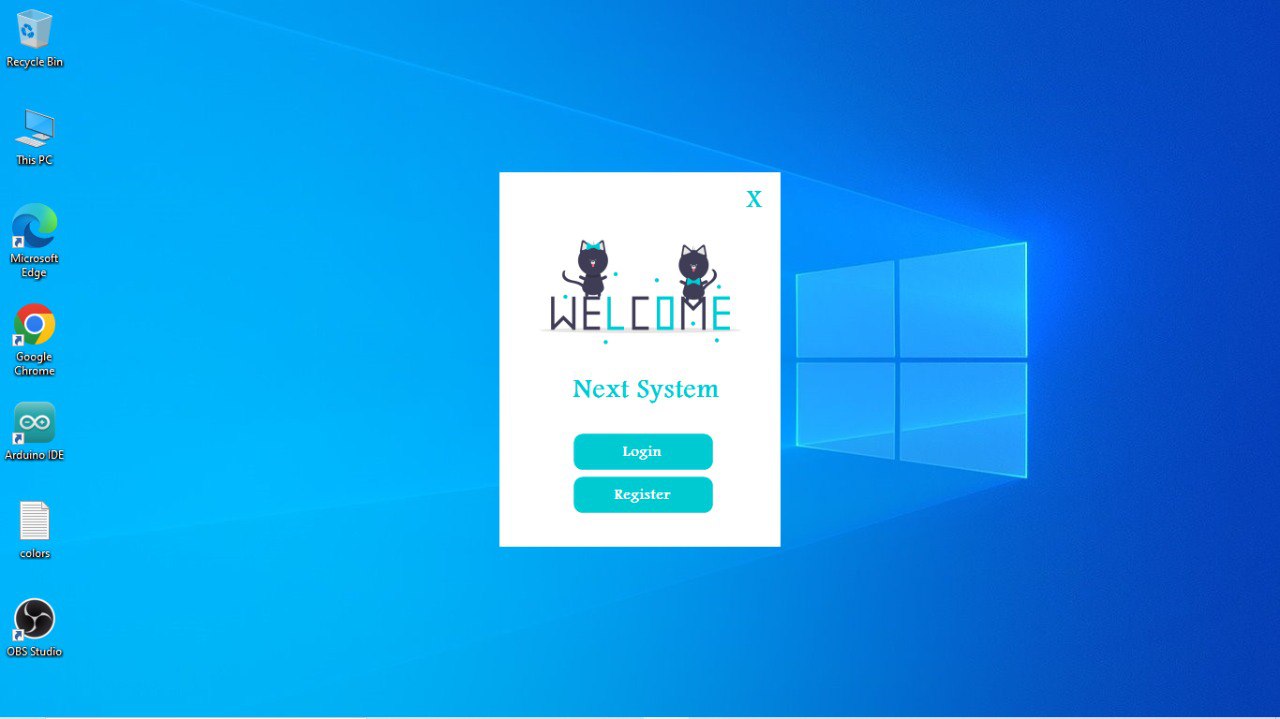 Recycle Bin
This PC
Microsoft
Edge
Google
Chrome
Arduino IDE
colors
OBS Studio
X
WELCOME
Next System
Login
Register